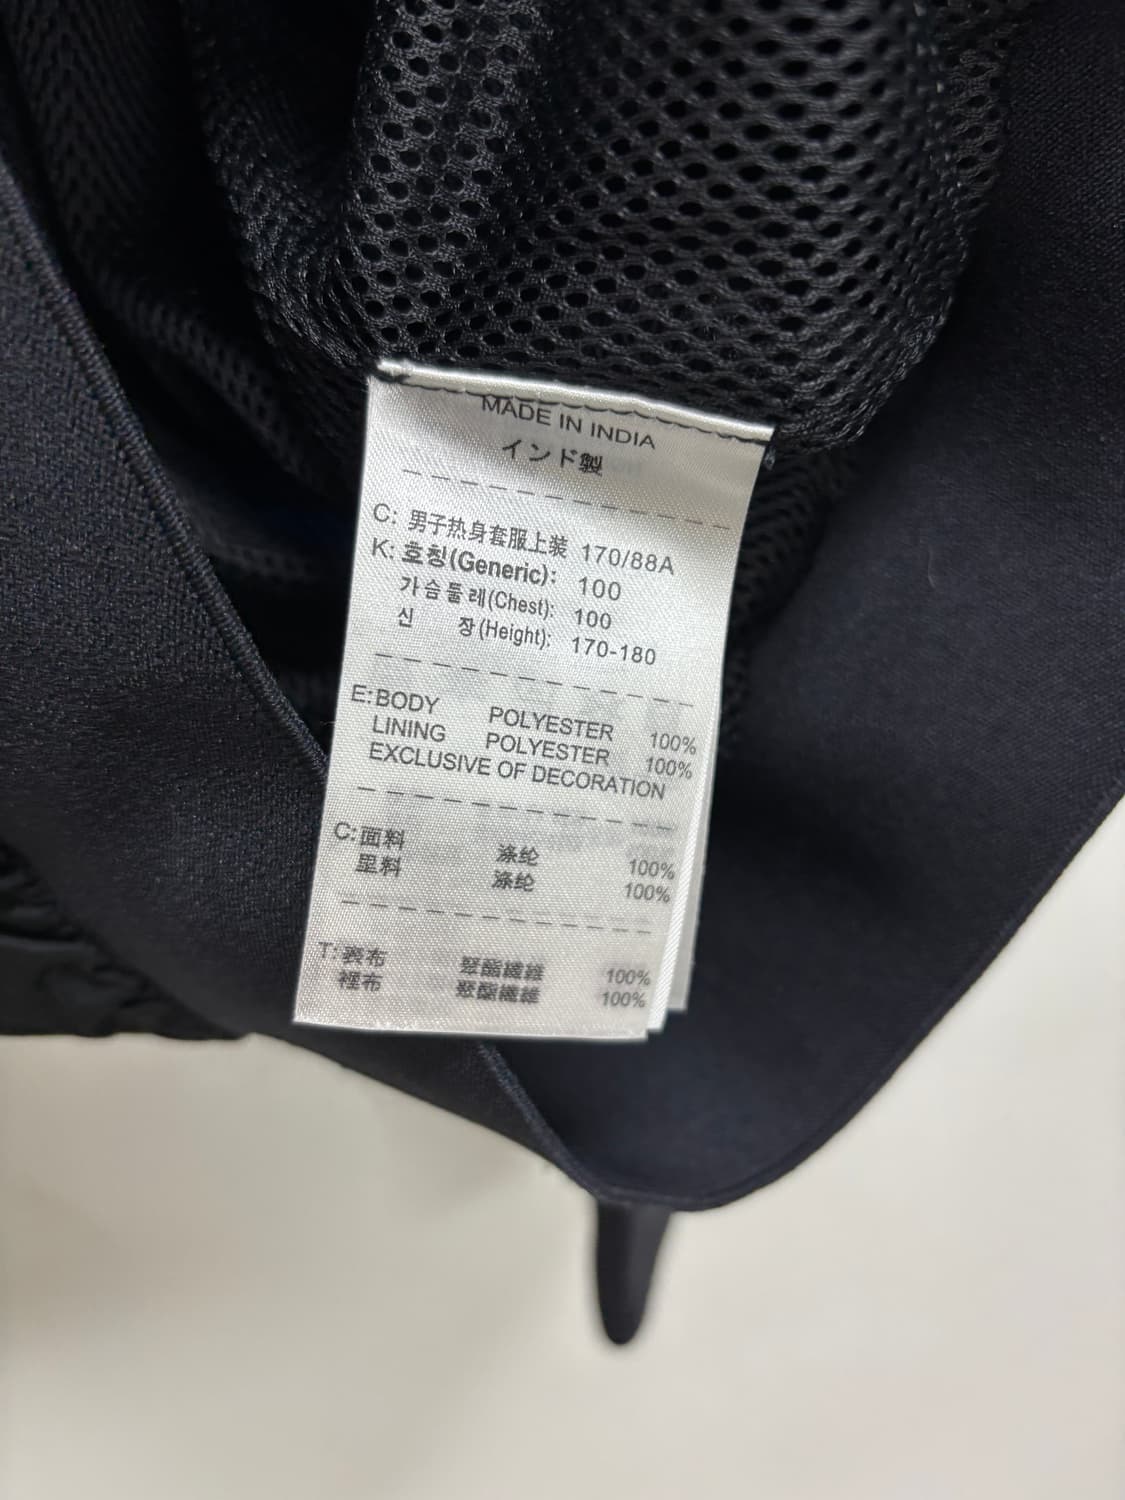 MADE IN INDIA
インド製
C: 男子热身套服上装 170/88A
K: 호칭(Generic): 100
가슴둘레(Chest): 100
신 장(Height): 170-180
E:BODY POLYESTER 100%
LINING POLYESTER 100%
EXCLUSIVE OF DECORATION
C:面料 涤纶 100%
里料 涤纶 100%
T:表布 聚酯纖維 100%
裡布 聚酯纖維 100%